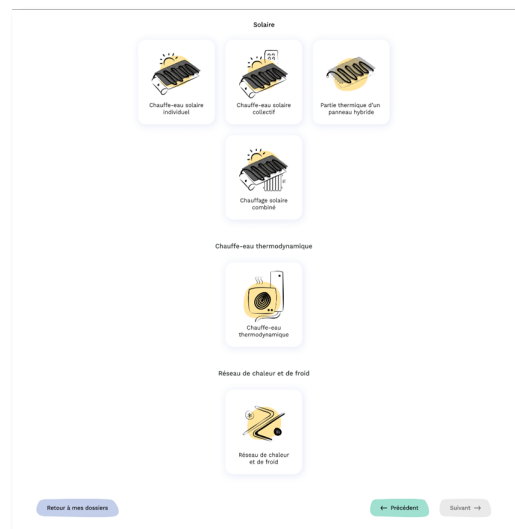 Solaire
Chauffe-eau solaire
individuel
Chauffe-eau solaire
collectif
Partie thermique d'un
panneau hybride
Chauffage solaire
combiné
Chauffe-eau thermodynamique
Chauffe-eau
thermodynamique
Réseau de chaleur et de froid
Réseau de chaleur
et de froid
Retour à mes dossiers
← Précédent
Suivant →